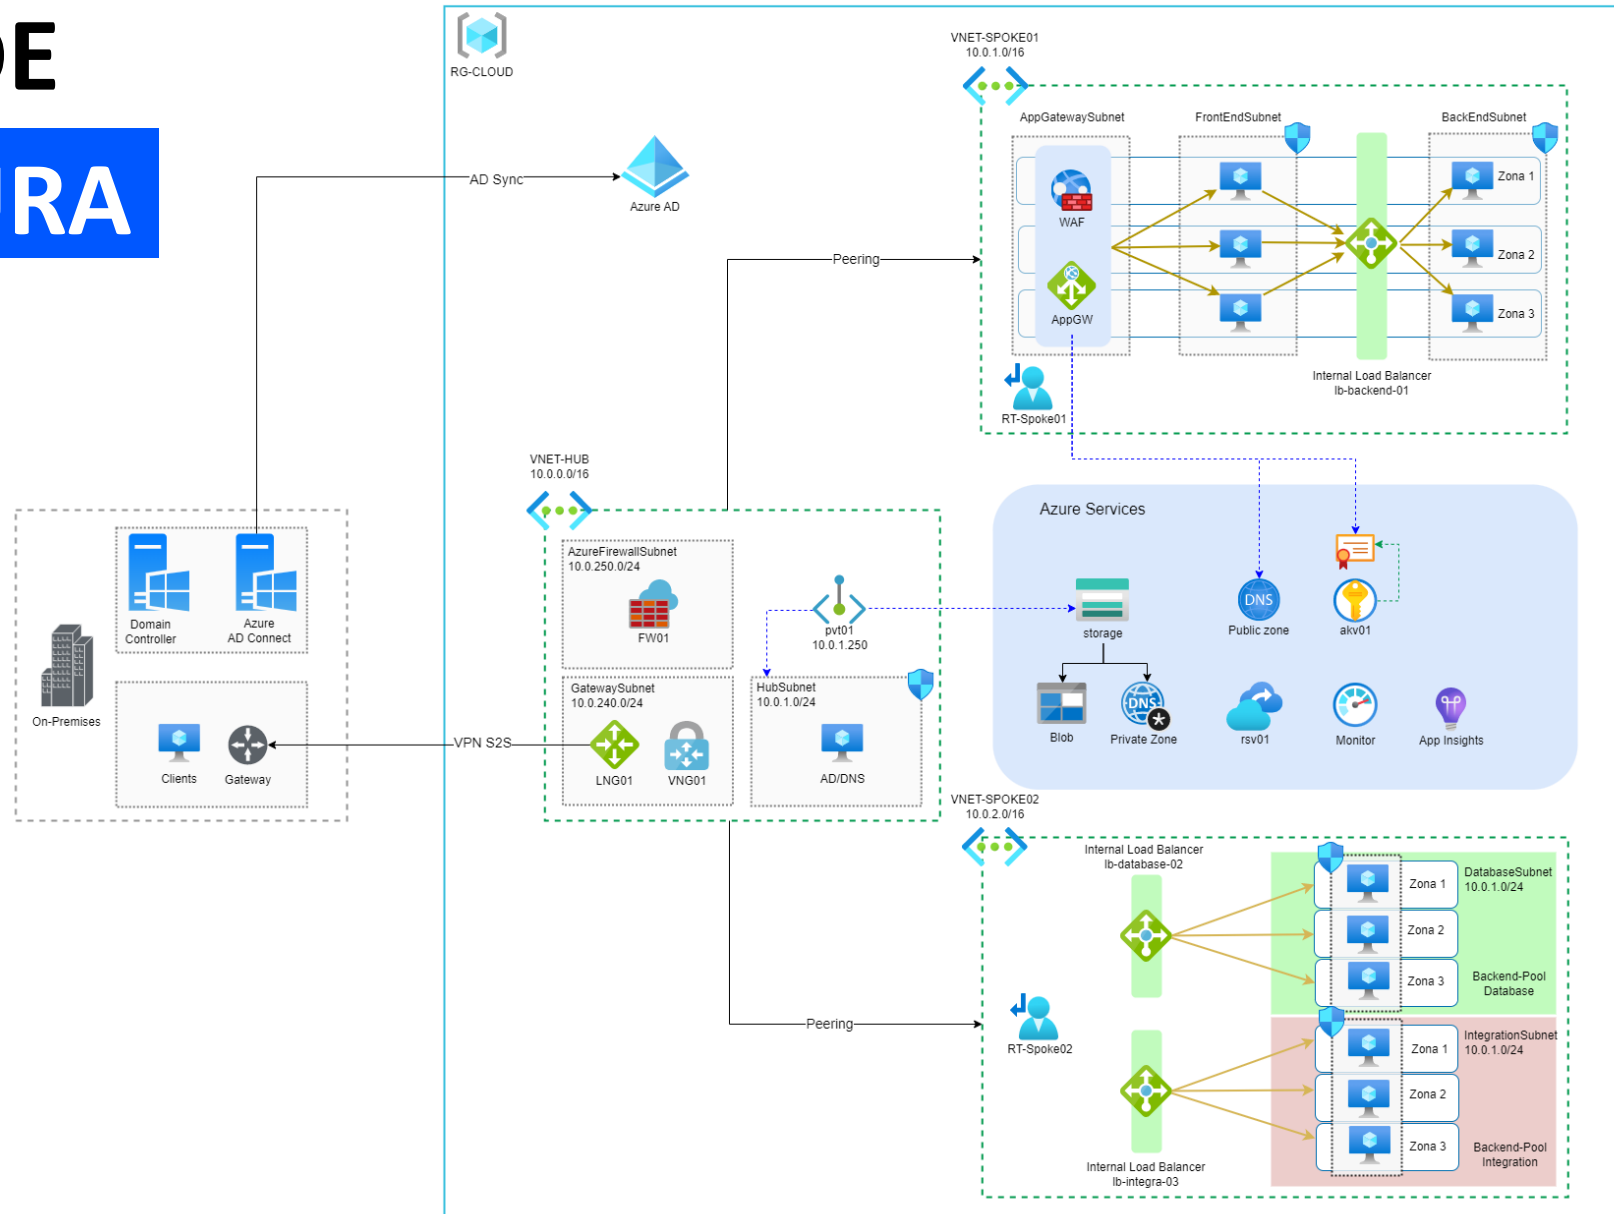 DE
URA
RG-CLOUD
AD Sync
Azure AD
VNET-SPOKE01
10.0.1.0/16
AppGatewaySubnet
FrontEndSubnet
BackEndSubnet
WAF
AppGW
Zona 1
Zona 2
Zona 3
Internal Load Balancer
lb-backend-01
RT-Spoke01
Peering
VNET-HUB
10.0.0.0/16
AzureFirewallSubnet
10.0.250.0/24
FW01
pvt01
10.0.1.250
GatewaySubnet
10.0.240.0/24
LNG01
VNG01
HubSubnet
10.0.1.0/24
AD/DNS
Domain
Controller
Azure
AD Connect
On-Premises
Clients
Gateway
VPN S2S
Azure Services
storage
DNS
Public zone
akv01
Blob
DNS
Private Zone
rsv01
Monitor
App Insights
VNET-SPOKE02
10.0.2.0/16
Internal Load Balancer
lb-database-02
Zona 1
Zona 2
Zona 3
DatabaseSubnet
10.0.1.0/24
Backend-Pool
Database
Peering
RT-Spoke02
Zona 1
Zona 2
Zona 3
IntegrationSubnet
10.0.1.0/24
Backend-Pool
Integration
Internal Load Balancer
lb-integra-03